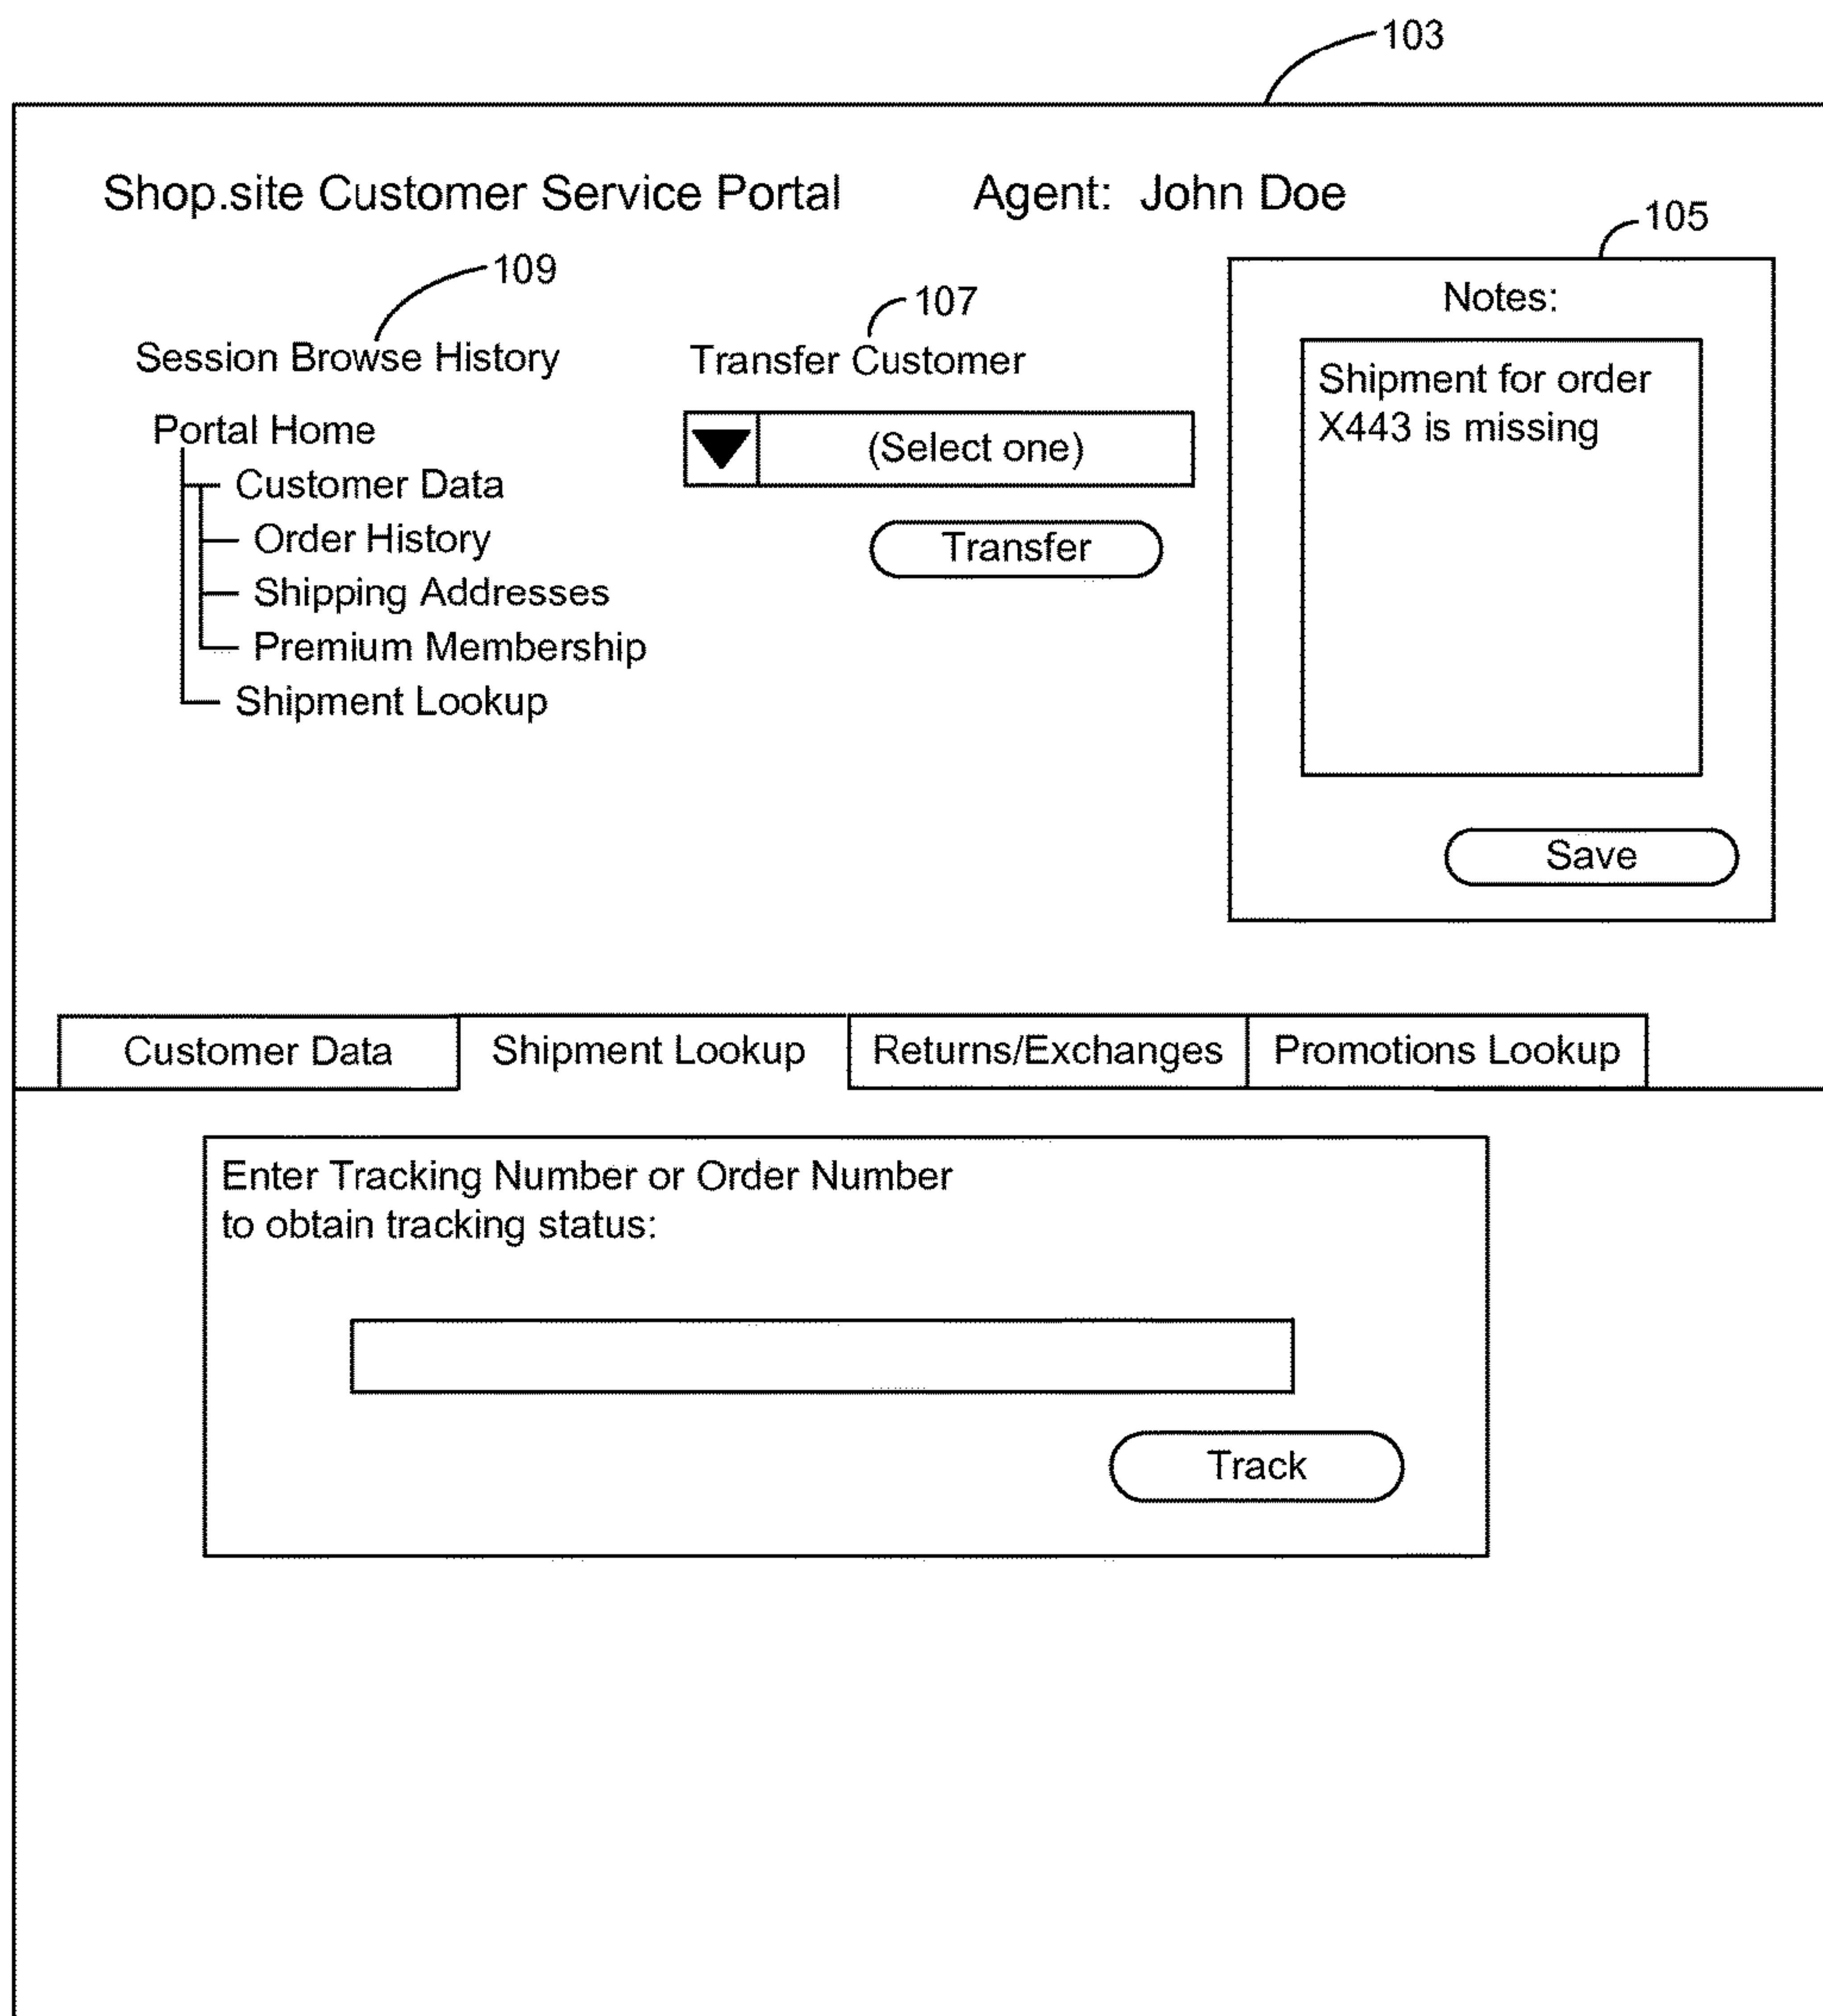 103
Shop.site Customer Service Portal
Agent: John Doe
109
Session Browse History
Portal Home
Customer Data
Order History
Shipping Addresses
Premium Membership
Shipment Lookup
107
Transfer Customer
(Select one)
Transfer
105
Notes:
Shipment for order
X443 is missing
Save
Customer Data
Shipment Lookup
Returns/Exchanges
Promotions Lookup
Enter Tracking Number or Order Number
to obtain tracking status:
Track